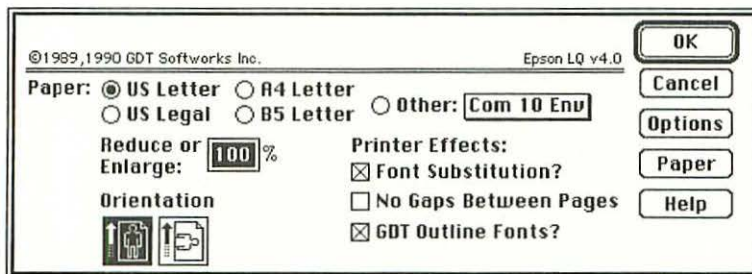 ©1989,1990 GDT Softworks Inc. Epson LQ v4.0
OK
Paper: US Letter A4 Letter
US Legal B5 Letter
Other: Com 10 Env
Cancel
Options
Reduce or
Enlarge: 100 %
Printer Effects:
Font Substitution?
No Gaps Between Pages
GDT Outline Fonts?
Orientation
Paper
Help